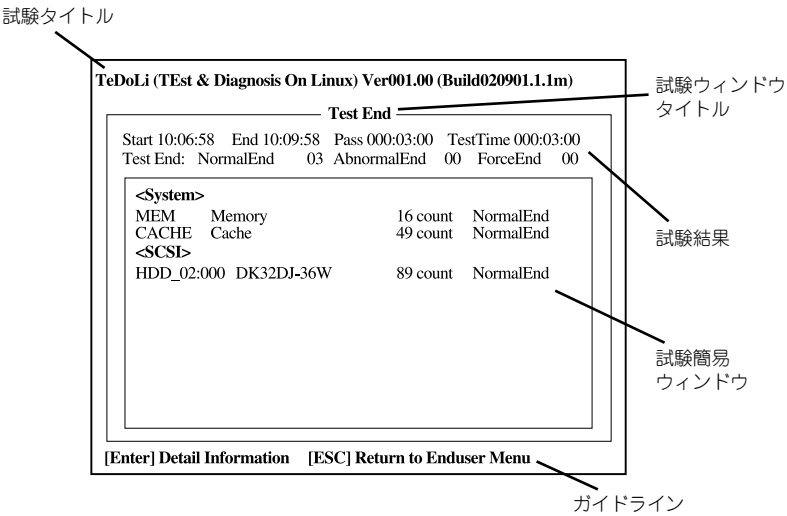 試験タイトル
TeDoLi (TEst & Diagnosis On Linux) Ver001.00 (Build020901.1.1m)
試験ウィンドウ
タイトル
Test End
Start 10:06:58 End 10:09:58 Pass 000:03:00 TestTime 000:03:00
Test End: NormalEnd 03 AbnormalEnd 00 ForceEnd 00
試験結果
<System>
MEM Memory 16 count NormalEnd
CACHE Cache 49 count NormalEnd
<SCSI>
HDD_02:000 DK32DJ-36W 89 count NormalEnd
試験簡易
ウィンドウ
[Enter] Detail Information [ESC] Return to Enduser Menu
ガイドライン